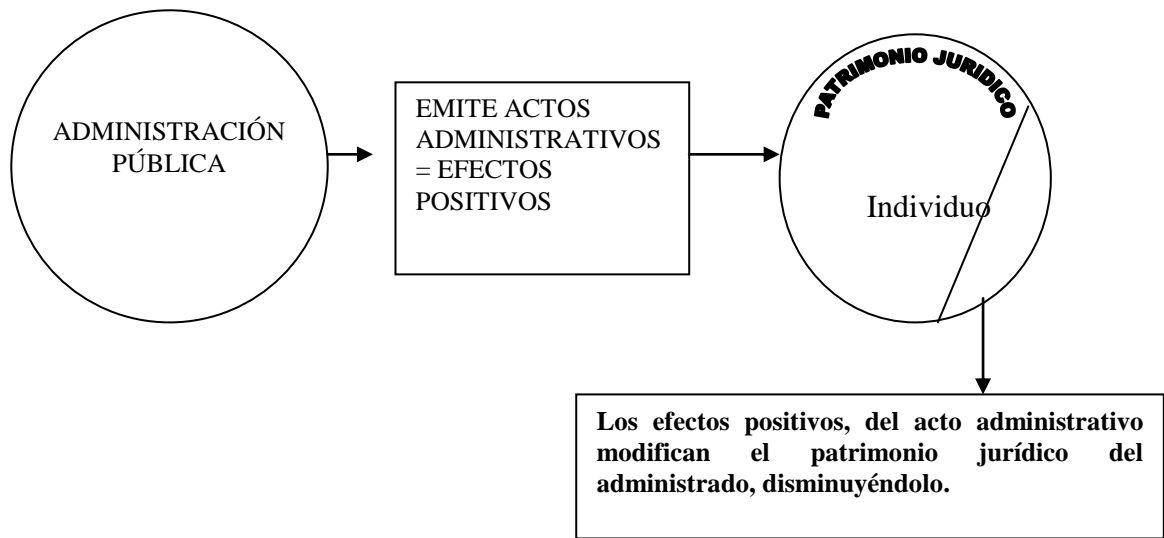 ADMINISTRACIÓN
PÚBLICA
EMITE ACTOS
ADMINISTRATIVOS
= EFECTOS
POSITIVOS
PATRIMONIO JURIDICO
Individuo
Los efectos positivos, del acto administrativo
modifican el patrimonio jurídico del
administrado, disminuyéndolo.